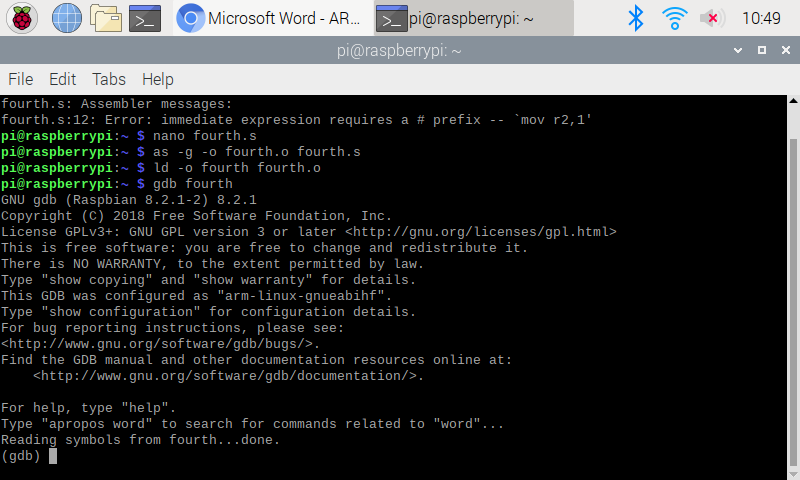 Microsoft Word - AR...
pi@raspberrypi: ~
10:49
pi@raspberrypi: ~
File Edit Tabs Help
fourth.s: Assembler messages:
fourth.s:12: Error: immediate expression requires a # prefix -- `mov r2,1'
pi@raspberrypi:~ $ nano fourth.s
pi@raspberrypi:~ $ as -g -o fourth.o fourth.s
pi@raspberrypi:~ $ ld -o fourth fourth.o
pi@raspberrypi:~ $ gdb fourth
GNU gdb (Raspbian 8.2.1-2) 8.2.1
Copyright (C) 2018 Free Software Foundation, Inc.
License GPLv3+: GNU GPL version 3 or later <http://gnu.org/licenses/gpl.html>
This is free software: you are free to change and redistribute it.
There is NO WARRANTY, to the extent permitted by law.
Type "show copying" and "show warranty" for details.
This GDB was configured as "arm-linux-gnueabihf".
Type "show configuration" for configuration details.
For bug reporting instructions, please see:
<http://www.gnu.org/software/gdb/bugs/>.
Find the GDB manual and other documentation resources online at:
    <http://www.gnu.org/software/gdb/documentation/>.
For help, type "help".
Type "apropos word" to search for commands related to "word"...
Reading symbols from fourth...done.
(gdb)